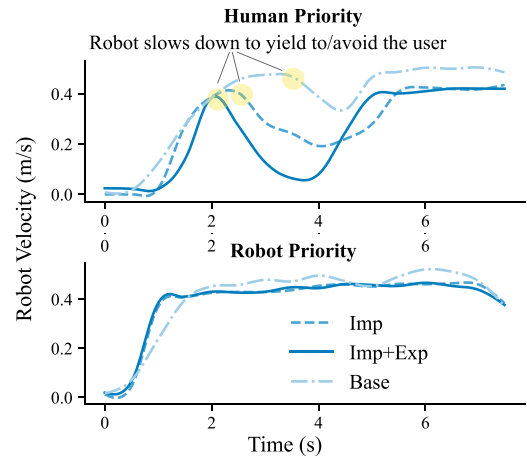 Human Priority
Robot slows down to yield to/avoid the user
0.4
0.2
0.0
0 2 4 6
0 2 4 6
Robot Velocity (m/s)
Robot Priority
0.4
0.2
0.0
Imp
Imp+Exp
Base
0 2 4 6
Time (s)